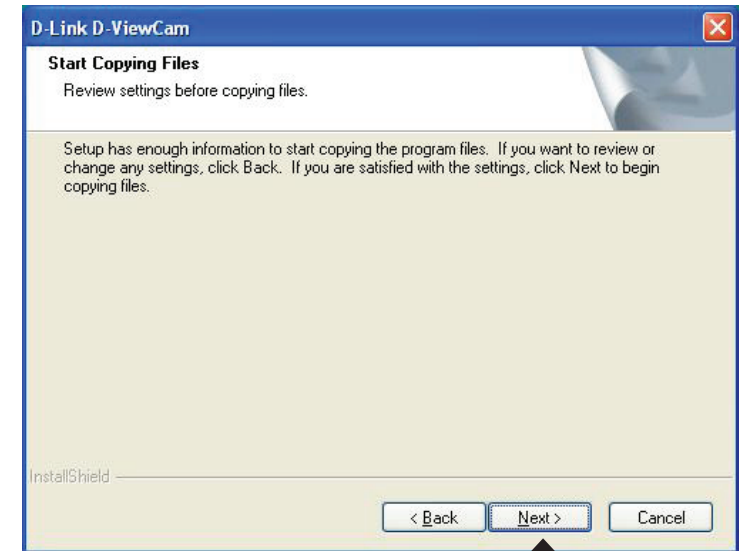 D-Link D-ViewCam
Start Copying Files
Review settings before copying files.
Setup has enough information to start copying the program files. If you want to review or
change any settings, click Back. If you are satisfied with the settings, click Next to begin
copying files.
InstallShield
< Back Next > Cancel